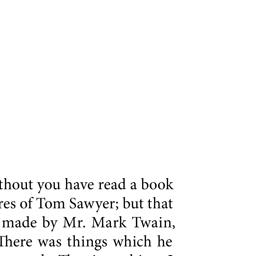 thout you have read a book
res of Tom Sawyer; but that
made by Mr. Mark Twain,
There was things which he